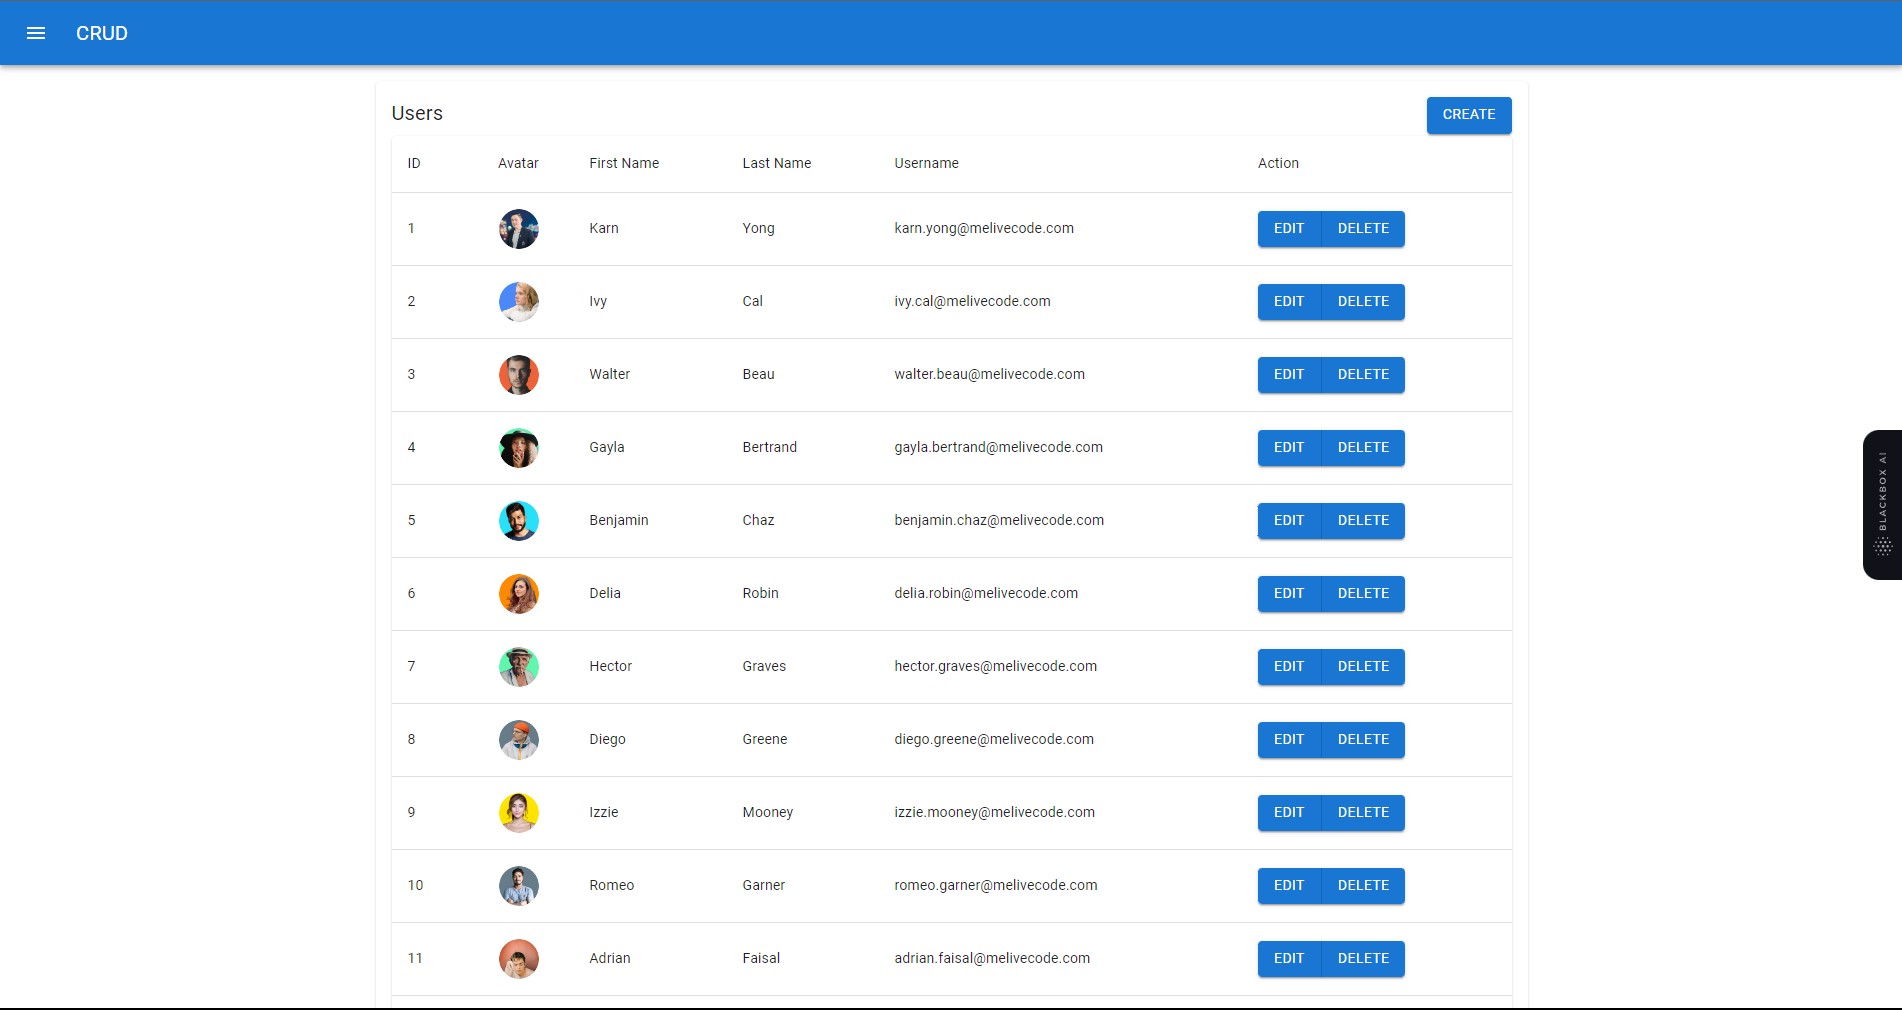 CRUD
Users
CREATE
ID Avatar First Name Last Name Username Action
1 Karn Yong karn.yong@melivecode.com EDIT DELETE
2 Ivy Cal ivy.cal@melivecode.com EDIT DELETE
3 Walter Beau walter.beau@melivecode.com EDIT DELETE
4 Gayla Bertrand gayla.bertrand@melivecode.com EDIT DELETE
5 Benjamin Chaz benjamin.chaz@melivecode.com EDIT DELETE
6 Delia Robin delia.robin@melivecode.com EDIT DELETE
7 Hector Graves hector.graves@melivecode.com EDIT DELETE
8 Diego Greene diego.greene@melivecode.com EDIT DELETE
9 Izzie Mooney izzie.mooney@melivecode.com EDIT DELETE
10 Romeo Garner romeo.garner@melivecode.com EDIT DELETE
11 Adrian Faisal adrian.faisal@melivecode.com EDIT DELETE
BLACKBOX AI